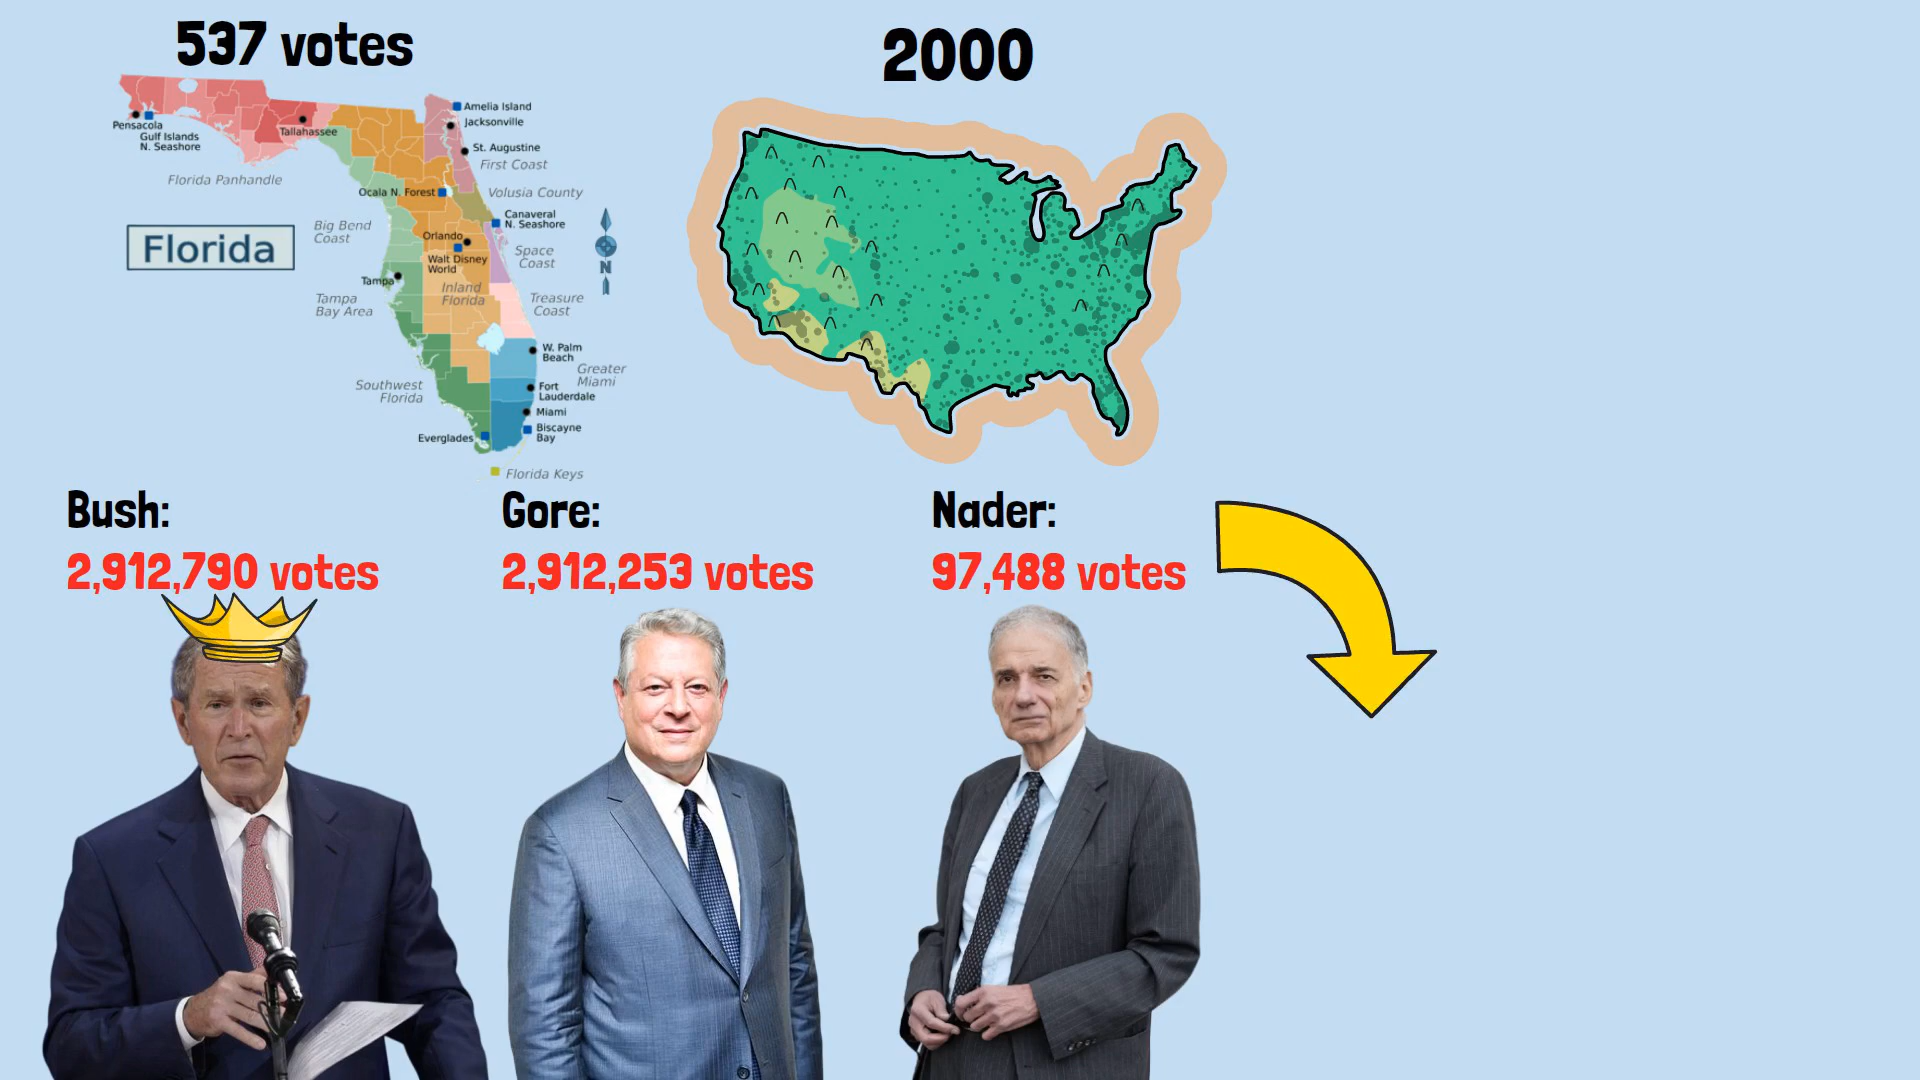 537 votes
2000
Amelia Island
Jacksonville
Pensacola
Gulf Islands
N. Seashore
Tallahassee
St. Augustine
First Coast
Florida Panhandle
Ocala N. Forest
Volusia County
Canaveral
N. Seashore
Big Bend
Coast
Florida
Orlando
Walt Disney
World
Space
Coast
N
Tampa
Inland
Florida
Tampa
Bay Area
Treasure
Coast
W. Palm
Beach
Greater
Miami
Southwest
Florida
Fort
Lauderdale
Miami
Biscayne
Bay
Everglades
Florida Keys
Bush:
2,912,790 votes
Gore:
2,912,253 votes
Nader:
97,488 votes